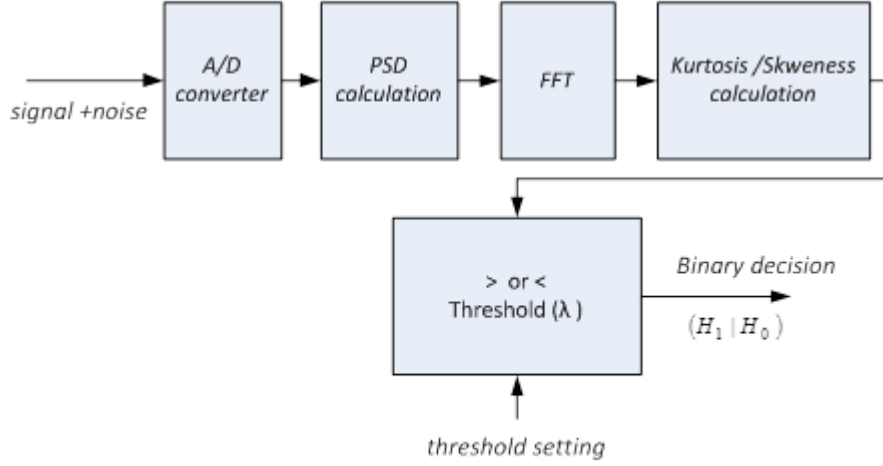 signal +noise
A/D
converter
PSD
calculation
FFT
Kurtosis /Skweness
calculation
> or <
Threshold (λ )
Binary decision
(H₁ | H₀ )
threshold setting